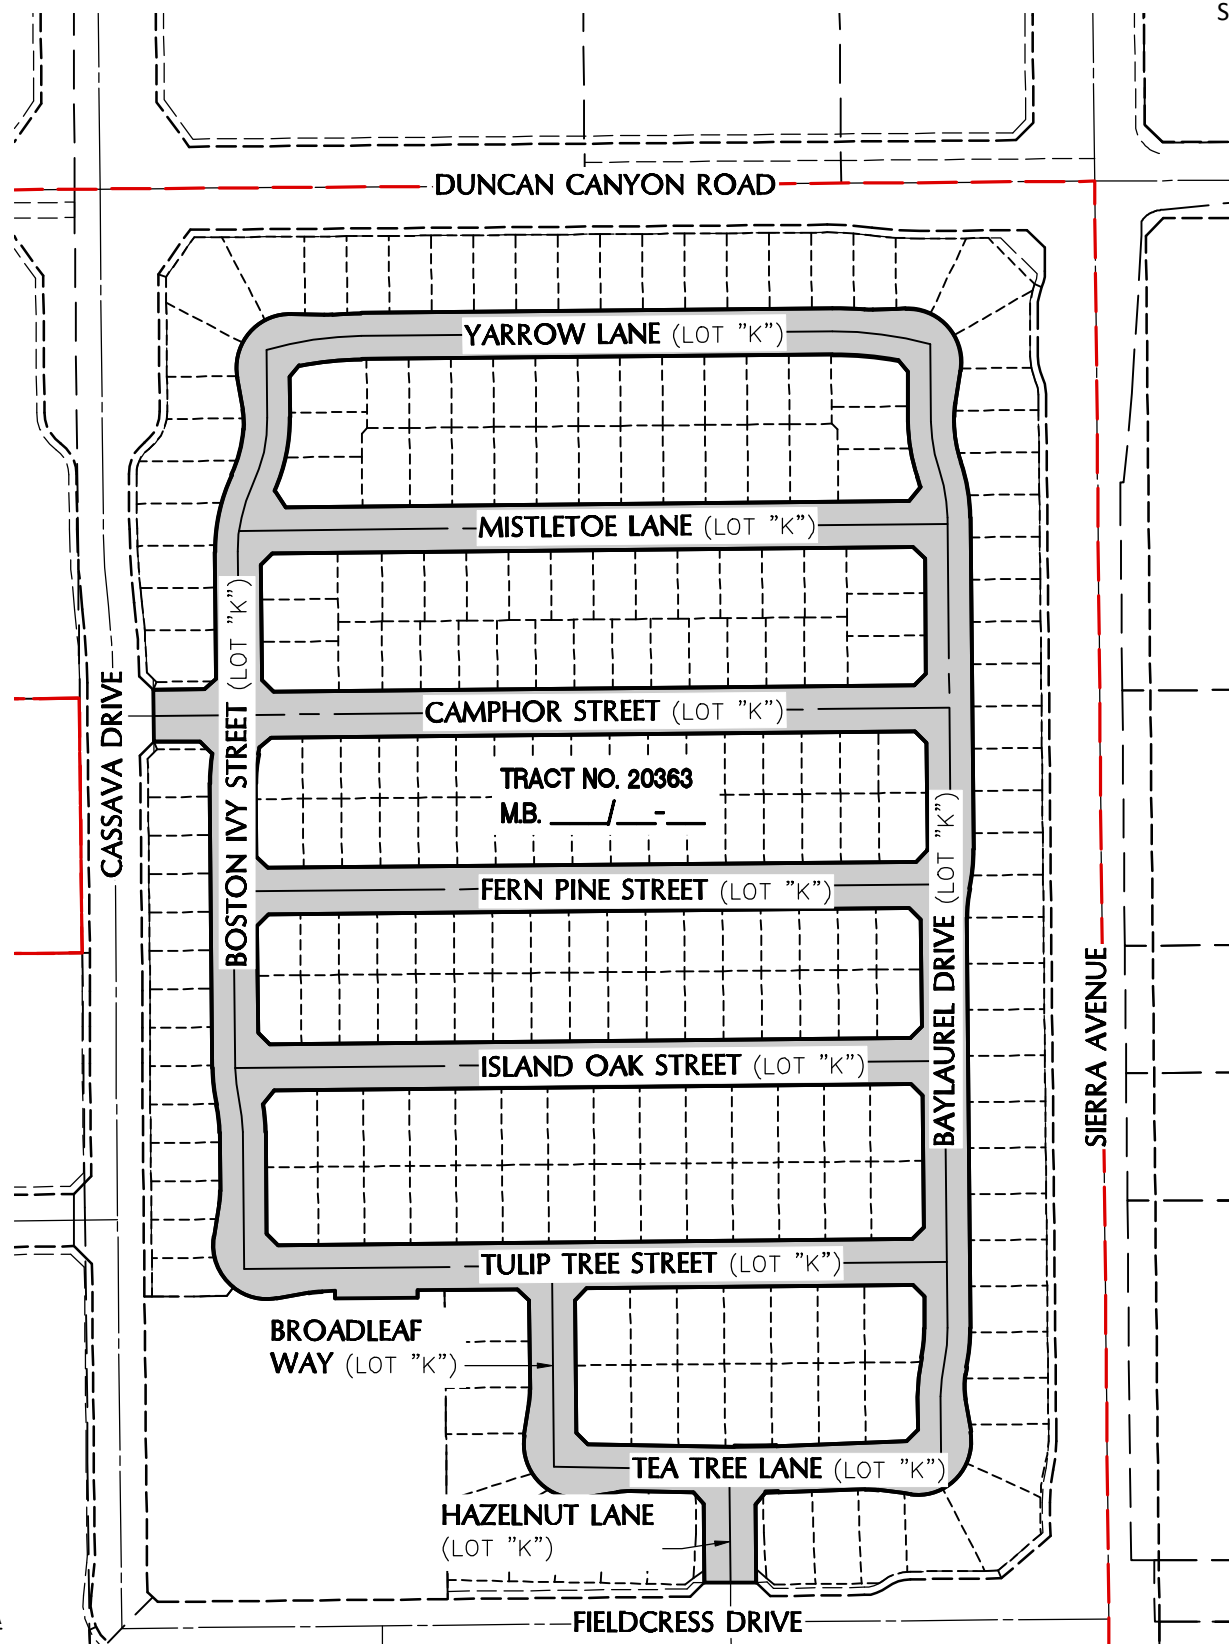 S
DUNCAN CANYON ROAD
YARROW LANE (LOT "K")
MISTLETOE LANE (LOT "K")
CAMPHOR STREET (LOT "K")
CASSAVA DRIVE
BOSTON IVY STREET (LOT "K")
TRACT NO. 20363
M.B. ____/___-___
FERN PINE STREET (LOT "K")
BAYLAUREL DRIVE (LOT "K")
SIERRA AVENUE
ISLAND OAK STREET (LOT "K")
TULIP TREE STREET (LOT "K")
BROADLEAF
WAY (LOT "K")
TEA TREE LANE (LOT "K")
HAZELNUT LANE
(LOT "K")
FIELDCRESS DRIVE